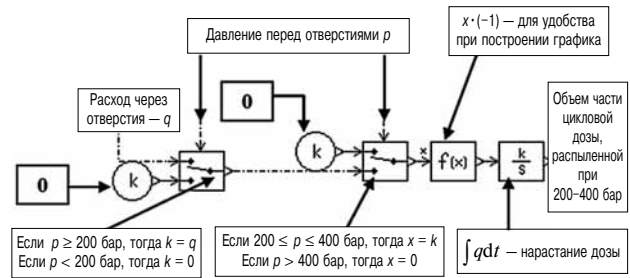 x·(−1) — для удобства
при построении графика
Давление перед отверстиями p
Расход через
отверстия — q
0
0
k
k
x
f(x)
k
s
Объем части
цикловой
дозы,
распыленной
при
200–400 бар
Если p ≥ 200 бар, тогда k = q
Если p < 200 бар, тогда k = 0
Если 200 ≤ p ≤ 400 бар, тогда x = k
Если p > 400 бар, тогда x = 0
∫ qdt — нарастание дозы